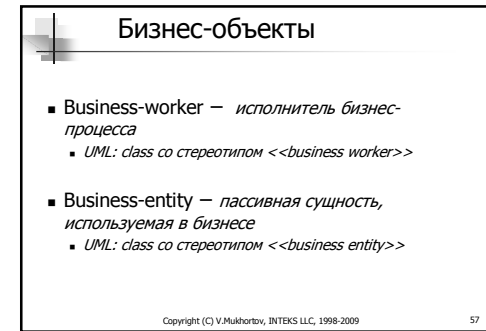 Бизнес-объекты
■ Business-worker – исполнитель бизнес-
процесса
■ UML: class со стереотипом <<business worker>>
■ Business-entity – пассивная сущность,
используемая в бизнесе
■ UML: class со стереотипом <<business entity>>
Copyright (C) V.Mukhortov, INTEKS LLC, 1998-2009 57